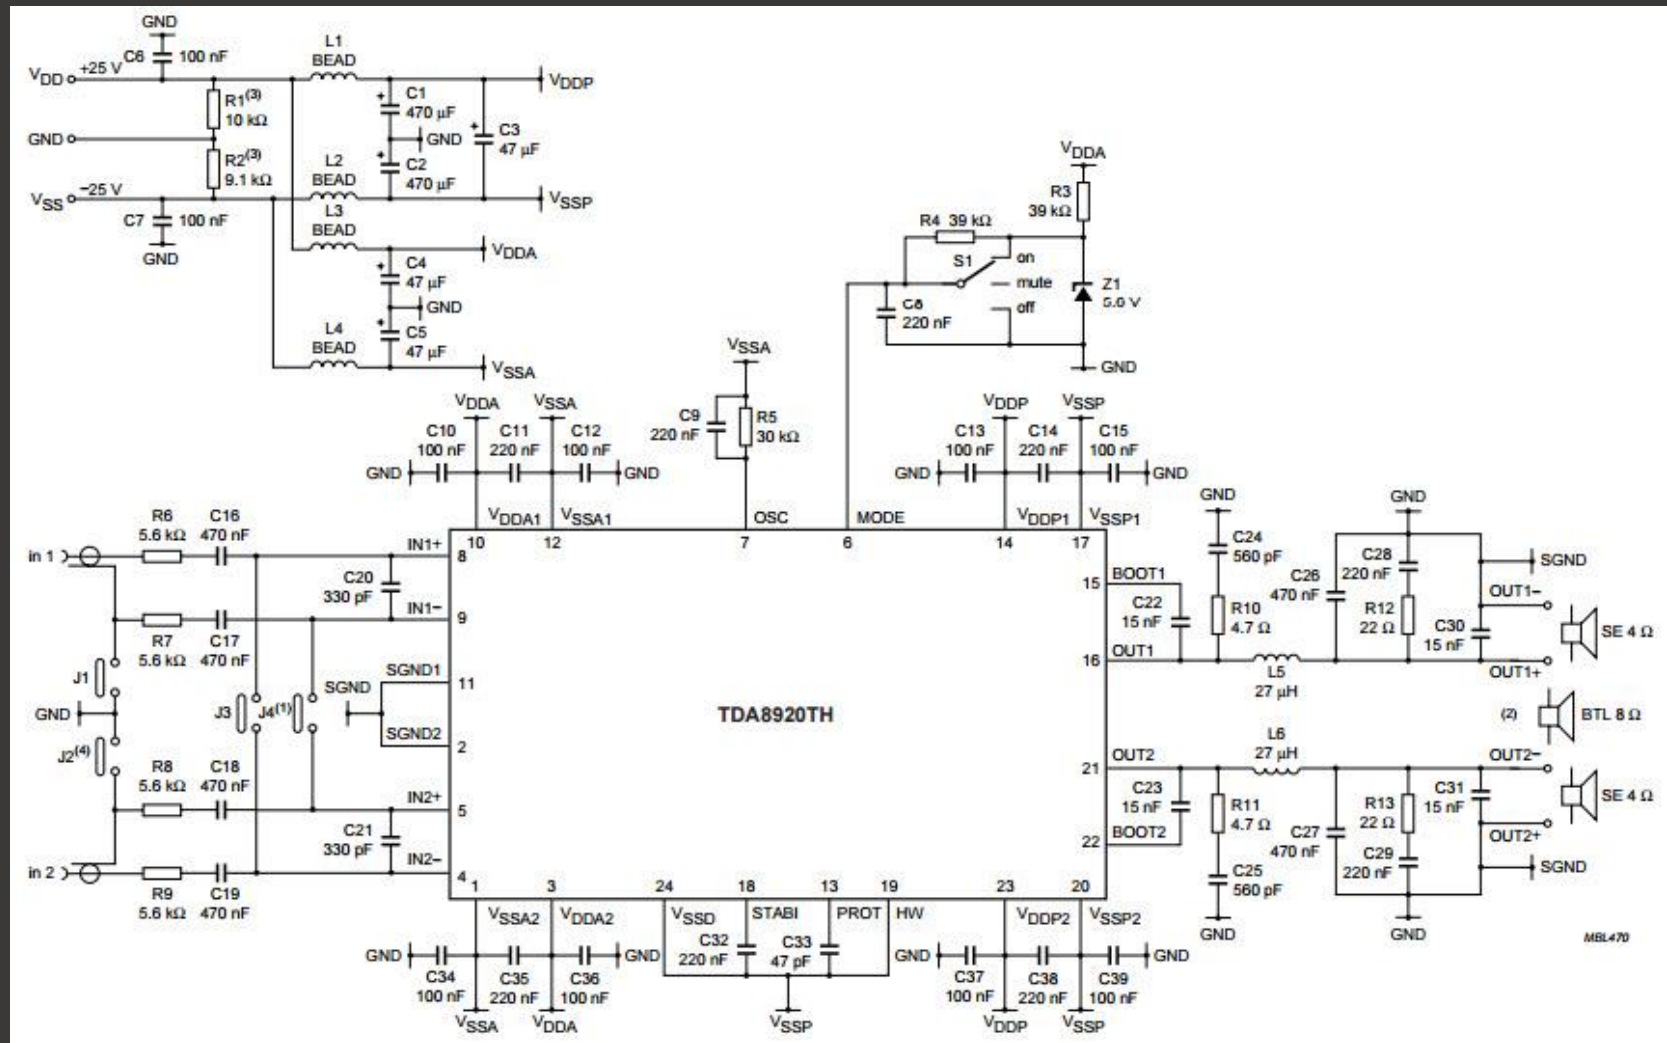 GND
C6 100 nF
VDD +25 V
L1
BEAD
VDDP
R1(3)
10 kΩ
C1
470 µF
GND
C3
47 µF
GND
R2(3)
9.1 kΩ
L2
BEAD
C2
470 µF
VSS −25 V
VSSP
C7 100 nF
GND
L3
BEAD
VDDA
C4
47 µF
GND
L4
BEAD
C5
47 µF
VSSA
VDDA
R3
39 kΩ
R4 39 kΩ
S1
on
mute
off
Z1
C8
220 nF
GND
VSSA
C9
220 nF
R5
30 kΩ
VDDA
VSSA
C10
100 nF
C11
220 nF
C12
100 nF
GND
GND
VDDP
VSSP
C13
100 nF
C14
220 nF
C15
100 nF
GND
GND
VDDA1
VSSA1
OSC
MODE
VDDP1
VSSP1
10
12
7
6
14
17
in 1
R6
5.6 kΩ
C16
470 nF
IN1+
8
C20
330 pF
IN1−
9
R7
5.6 kΩ
C17
470 nF
J1
GND
J2(4)
J3
J4(1)
SGND
SGND1
11
SGND2
2
R8
5.6 kΩ
C18
470 nF
IN2+
5
C21
330 pF
IN2−
4
in 2
R9
5.6 kΩ
C19
470 nF
TDA8920TH
15
BOOT1
C22
15 nF
16
OUT1
GND
C24
560 pF
R10
4.7 Ω
L5
27 µH
C26
470 nF
GND
C28
220 nF
R12
22 Ω
C30
15 nF
SGND
OUT1−
SE 4 Ω
OUT1+
(2)
BTL 8 Ω
21
OUT2
L6
27 µH
OUT2−
C23
15 nF
22
BOOT2
R11
4.7 Ω
C25
560 pF
GND
C27
470 nF
R13
22 Ω
C29
220 nF
C31
15 nF
SE 4 Ω
OUT2+
SGND
GND
1
3
24
18
13
19
23
20
VSSA2
VDDA2
VSSD
STABI
PROT
HW
VDDP2
VSSP2
GND
C34
100 nF
C35
220 nF
C36
100 nF
GND
C32
220 nF
C33
47 pF
GND
C37
100 nF
C38
220 nF
C39
100 nF
GND
VSSA
VDDA
VSSP
VDDP
VSSP
MBL470